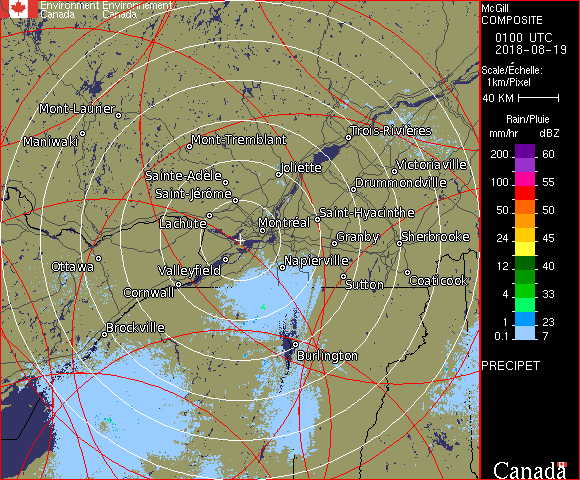 Environment Environnement
Canada Canada
McGill
COMPOSITE
0100 UTC
2018-08-19
Scale/Échelle:
1km/Pixel
40 KM
Rain/Pluie
mm/hr dBZ
200 60
100 55
50 50
24 45
12 40
4 33
1 23
0.1 7
PRECIPET
Canada
Mont-Laurier
Maniwaki
Mont-Tremblant
Trois-Rivières
Joliette
Victoriaville
Sainte-Adèle
Drummondville
Saint-Jérôme
Saint-Hyacinthe
Lachute
Montréal
Granby
Sherbrooke
Ottawa
Valleyfield
Napierville
Cornwall
Sutton
Coaticook
Brockville
Burlington